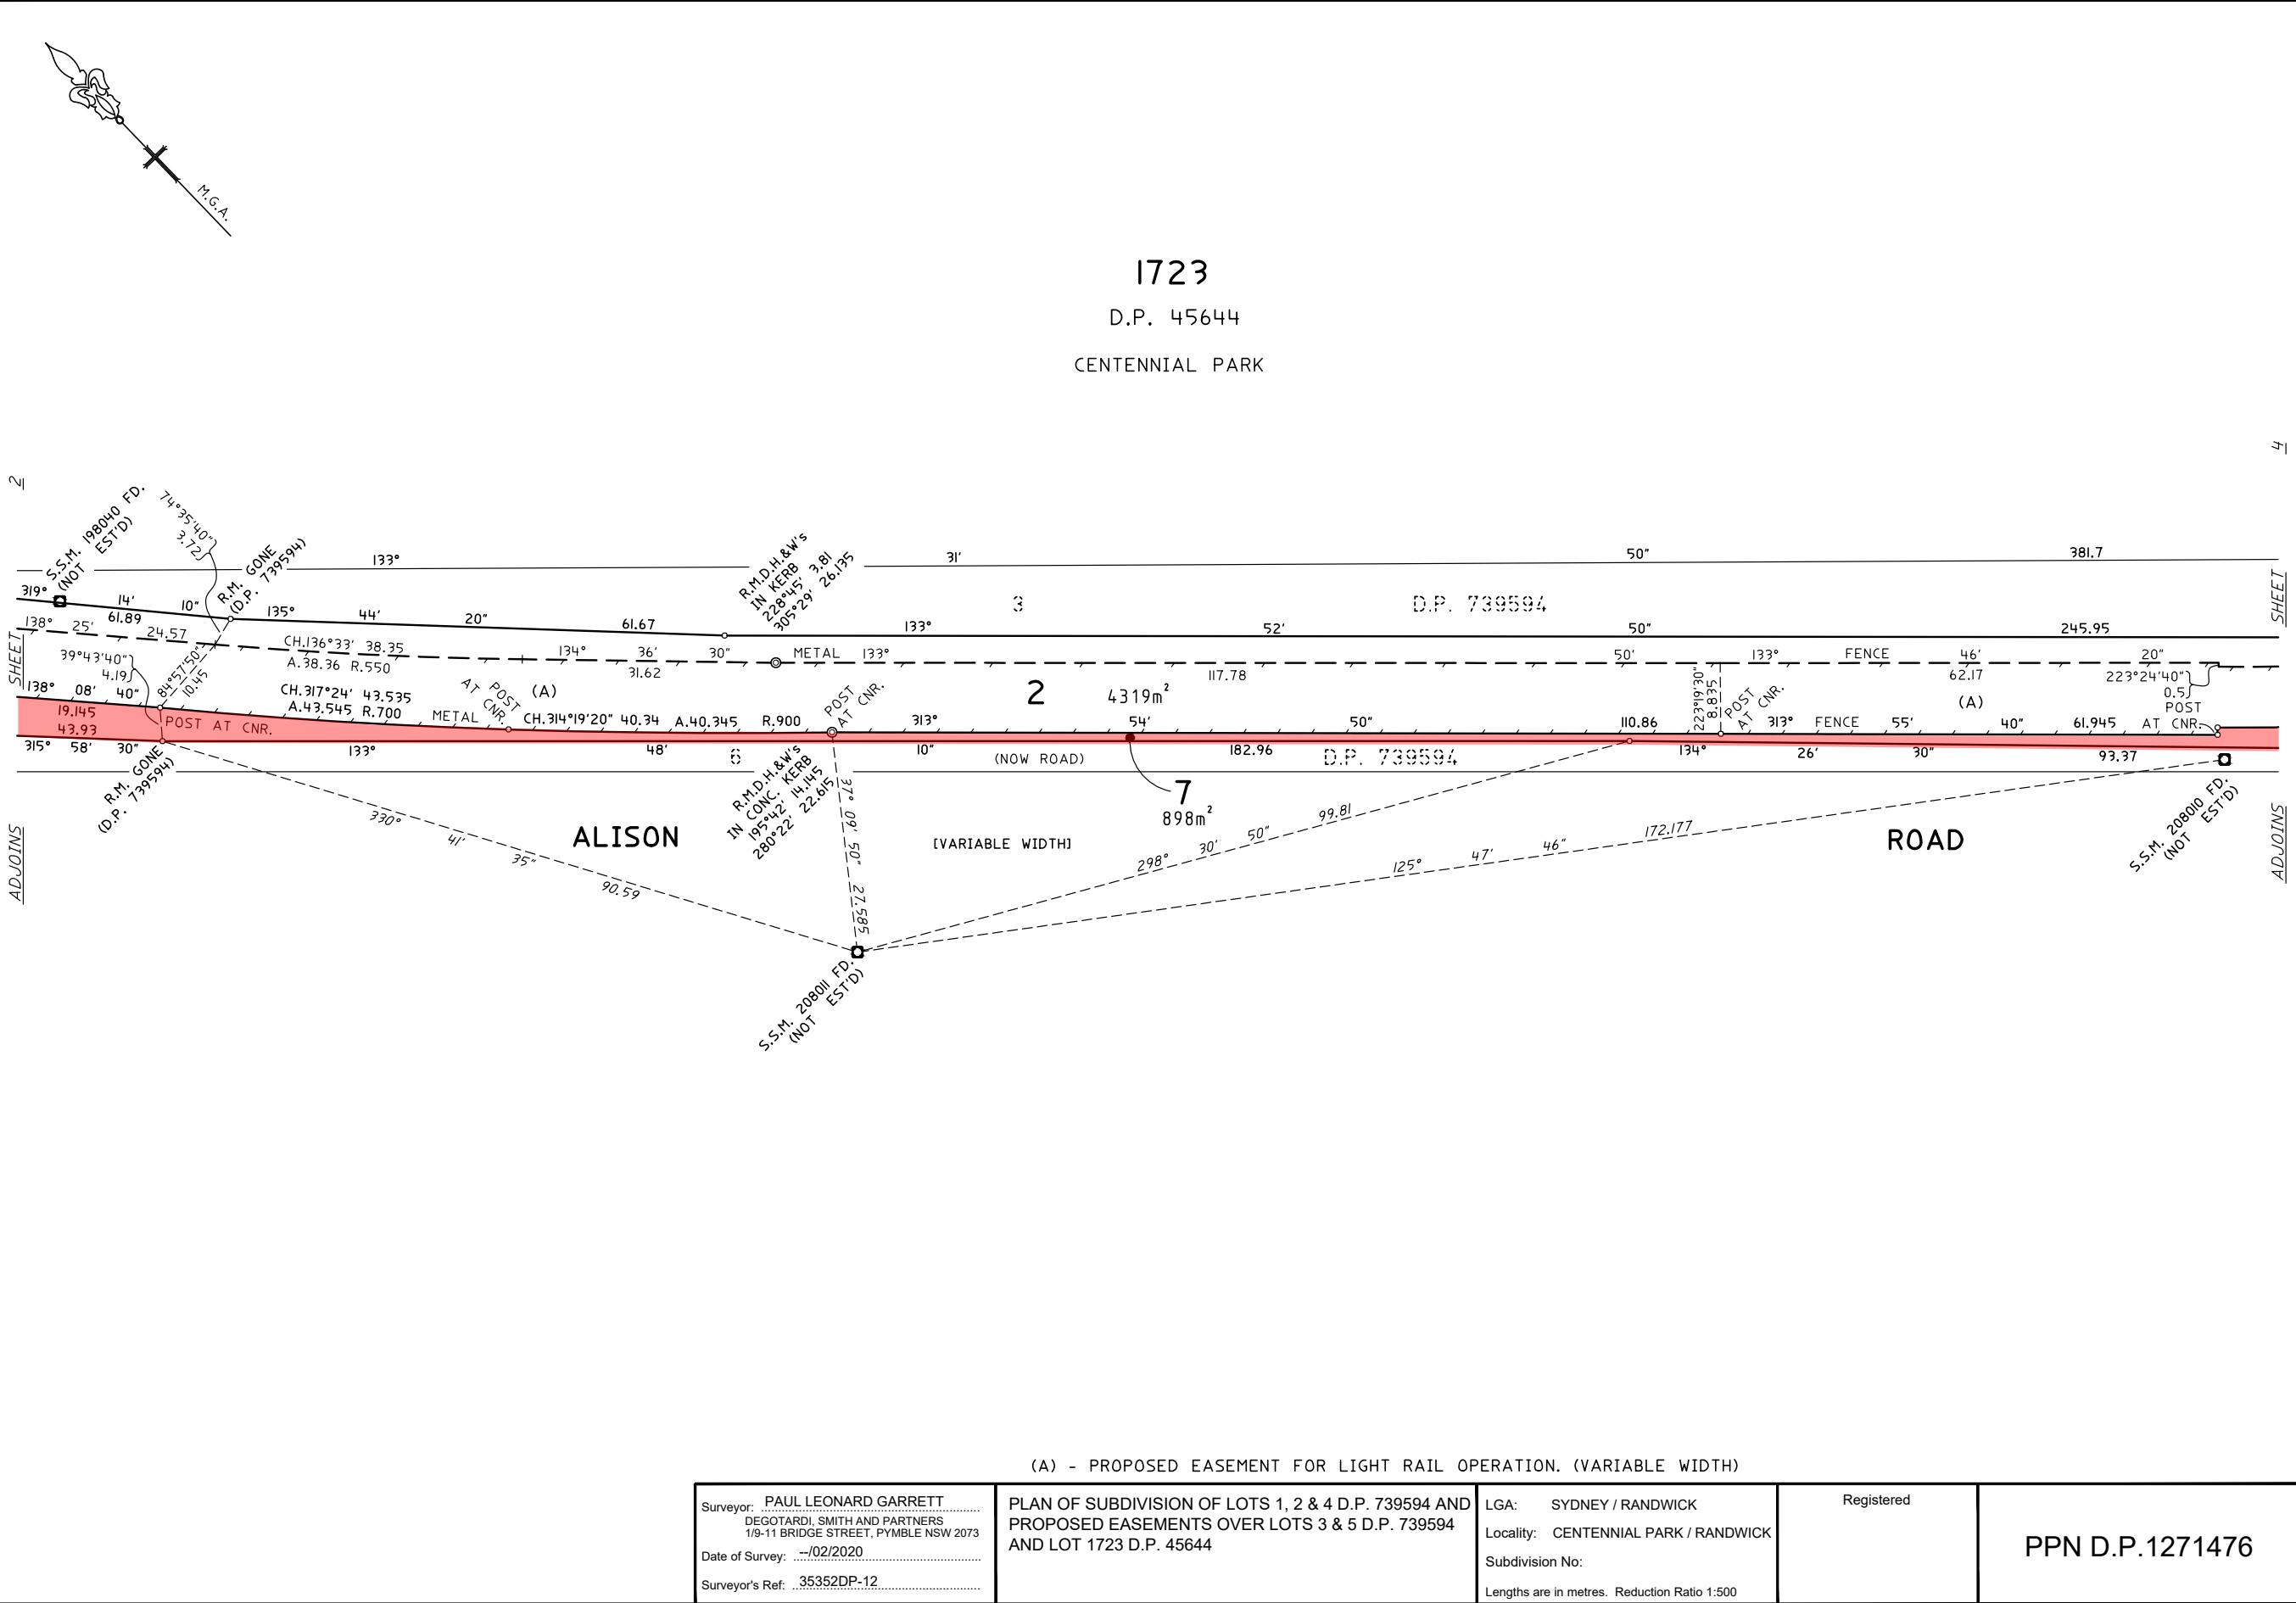 M.G.A.
1723
D.P. 45644
CENTENNIAL PARK
2
4
S.S.M. 198040 FD.
(NOT EST'D)
74°35'40"
3.72
R.M. GONE
(D.P. 739594)
133° 31' 50" 381.7
R.M.D.H.&W's
IN KERB
228°45' 3.81
305°29' 26.135
3
D.P. 739594
SHEET
SHEET
319° 14' 10"
61.89
135° 44' 20"
61.67
133° 52' 50" 245.95
138° 25' 24.57
CH.136°33' 38.35
A.38.36 R.550
134° 36' 30"
31.62
METAL 133° 50'
117.78
133° FENCE 46' 20"
62.17
39°43'40"
4.19
84°57'50"
10.45
223°24'40"
0.5
POST
AT CNR.
138° 08' 40"
19.145
43.93
POST AT CNR.
CH.317°24' 43.535
A.43.545 R.700
METAL
POST
AT CNR.
(A)
CH.314°19'20" 40.34 A.40.345 R.900
POST
AT CNR.
2
4319m²
313° 54' 50" 110.86
223°19'30"
8.835
POST
AT CNR.
313° FENCE 55' 40" 61.945
(A)
315° 58' 30"
133° 48' 10" 182.96
6
(NOW ROAD)
D.P. 739594
134° 26' 30" 93.37
R.M. GONE
(D.P. 739594)
R.M.D.H.&W's
IN CONC. KERB
195°42' 14.145
280°22' 22.615
37° 09' 50" 27.585
7
898m²
ADJOINS
ADJOINS
330° 41' 35" 90.59
ALISON
[VARIABLE WIDTH]
ROAD
298° 30' 50" 99.81
125° 47' 46" 172.177
S.S.M. 208010 FD.
(NOT EST'D)
S.S.M. 208011 FD.
(NOT EST'D)
(A) - PROPOSED EASEMENT FOR LIGHT RAIL OPERATION. (VARIABLE WIDTH)
Surveyor: PAUL LEONARD GARRETT
DEGOTARDI, SMITH AND PARTNERS
1/9-11 BRIDGE STREET, PYMBLE NSW 2073
Date of Survey: --/02/2020
Surveyor's Ref: 35352DP-12
PLAN OF SUBDIVISION OF LOTS 1, 2 & 4 D.P. 739594 AND
PROPOSED EASEMENTS OVER LOTS 3 & 5 D.P. 739594
AND LOT 1723 D.P. 45644
LGA: SYDNEY / RANDWICK
Locality: CENTENNIAL PARK / RANDWICK
Subdivision No:
Lengths are in metres. Reduction Ratio 1:500
Registered
PPN D.P.1271476